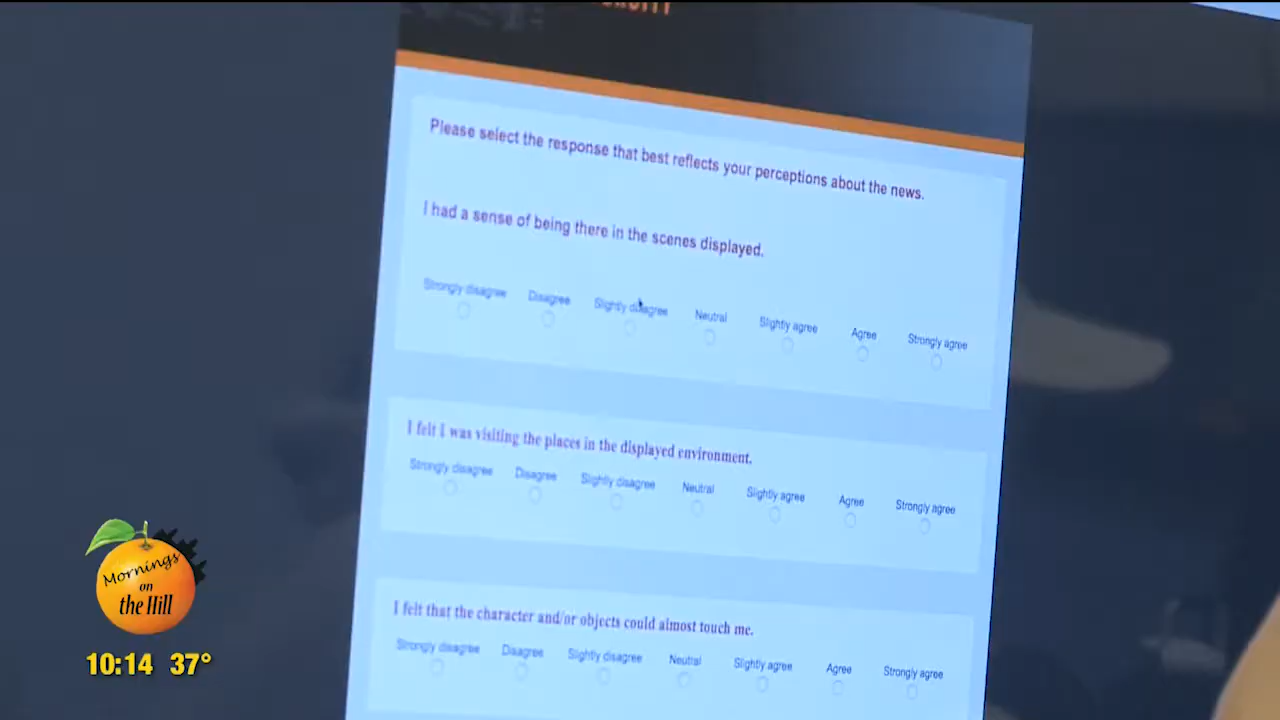 Please select the response that best reflects your perceptions about the news.
I had a sense of being there in the scenes displayed.
Strongly disagree Disagree Slightly disagree Neutral Slightly agree Agree Strongly agree
I felt I was visiting the places in the displayed environment.
Strongly disagree Disagree Slightly disagree Neutral Slightly agree Agree Strongly agree
I felt that the character and/or objects could almost touch me.
Strongly disagree Disagree Slightly disagree Neutral Slightly agree Agree Strongly agree
Mornings
on
the Hill
10:14 37°